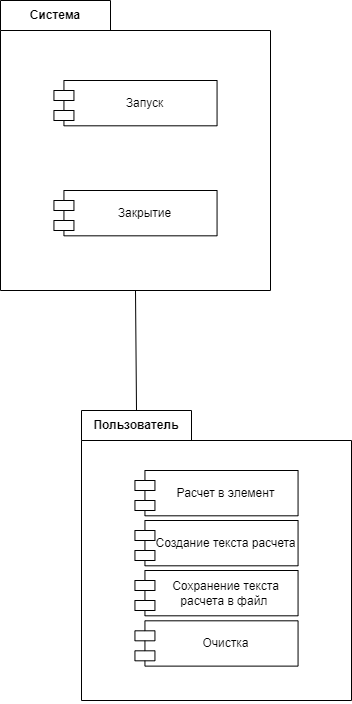 Система
Запуск
Закрытие
Пользователь
Расчет в элемент
Создание текста расчета
Сохранение текста
расчета в файл
Очистка